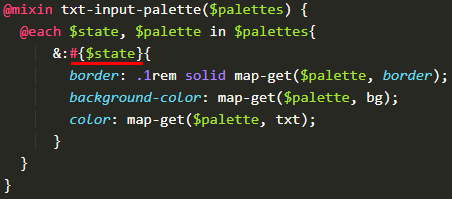 @mixin txt-input-palette($palettes) {
@each $state, $palette in $palettes{
&:#{$state}{
border: .1rem solid map-get($palette, border);
background-color: map-get($palette, bg);
color: map-get($palette, txt);
}
}
}